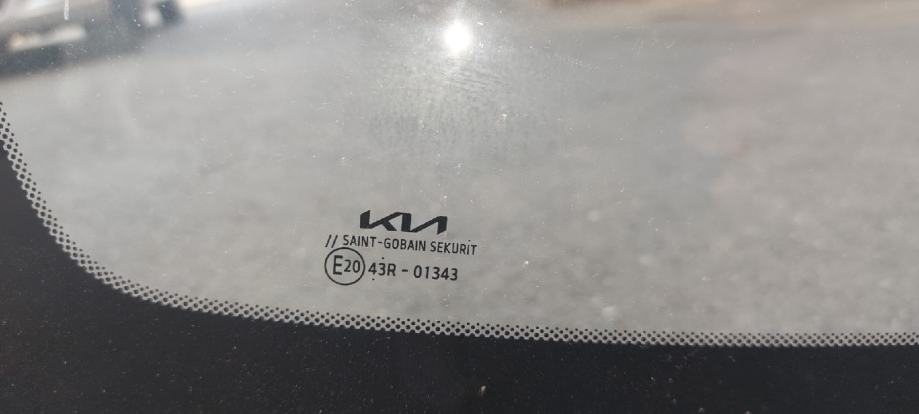 KIA
// SAINT-GOBAIN SEKURIT
E20 43R - 01343